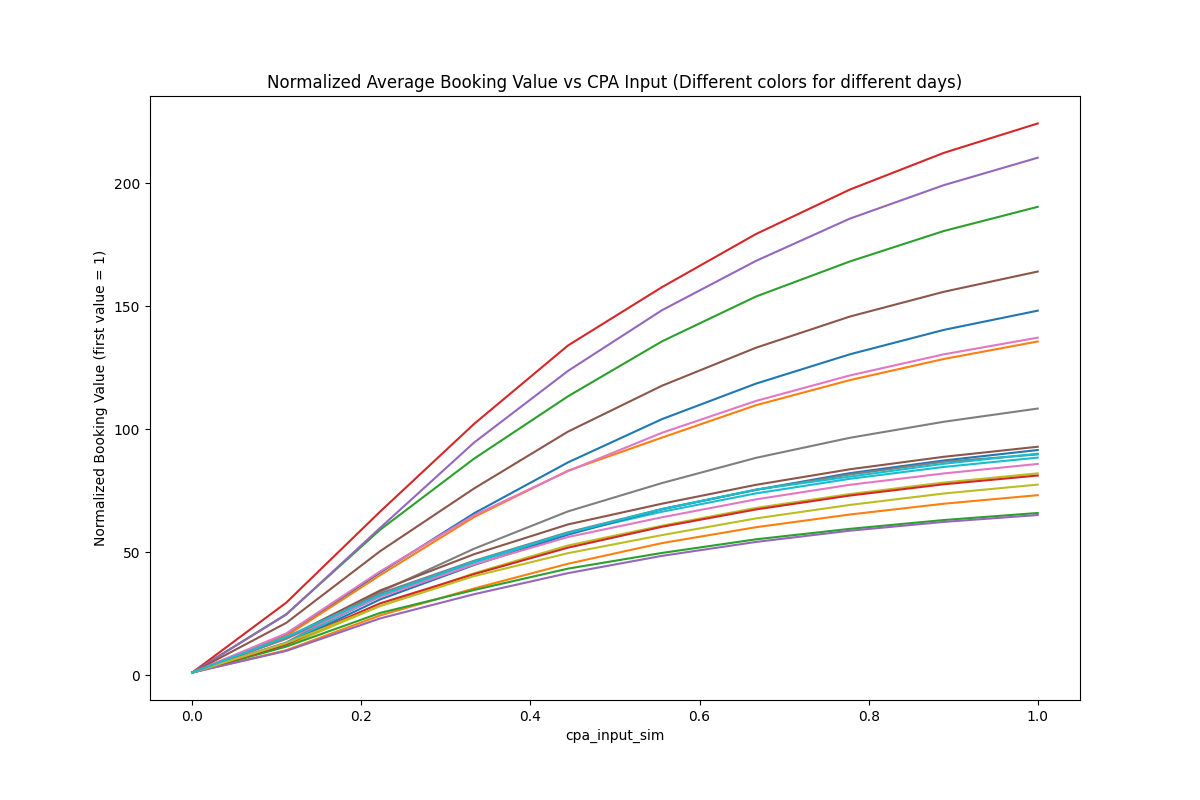 Normalized Average Booking Value vs CPA Input (Different colors for different days)
Normalized Booking Value (first value = 1)
200
150
100
50
0
0.0 0.2 0.4 0.6 0.8 1.0
cpa_input_sim